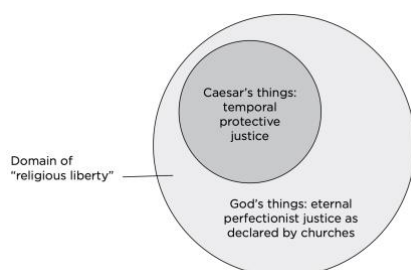 Caesar's things:
temporal
protective
justice
Domain of
"religious liberty"
God's things: eternal
perfectionist justice as
declared by churches